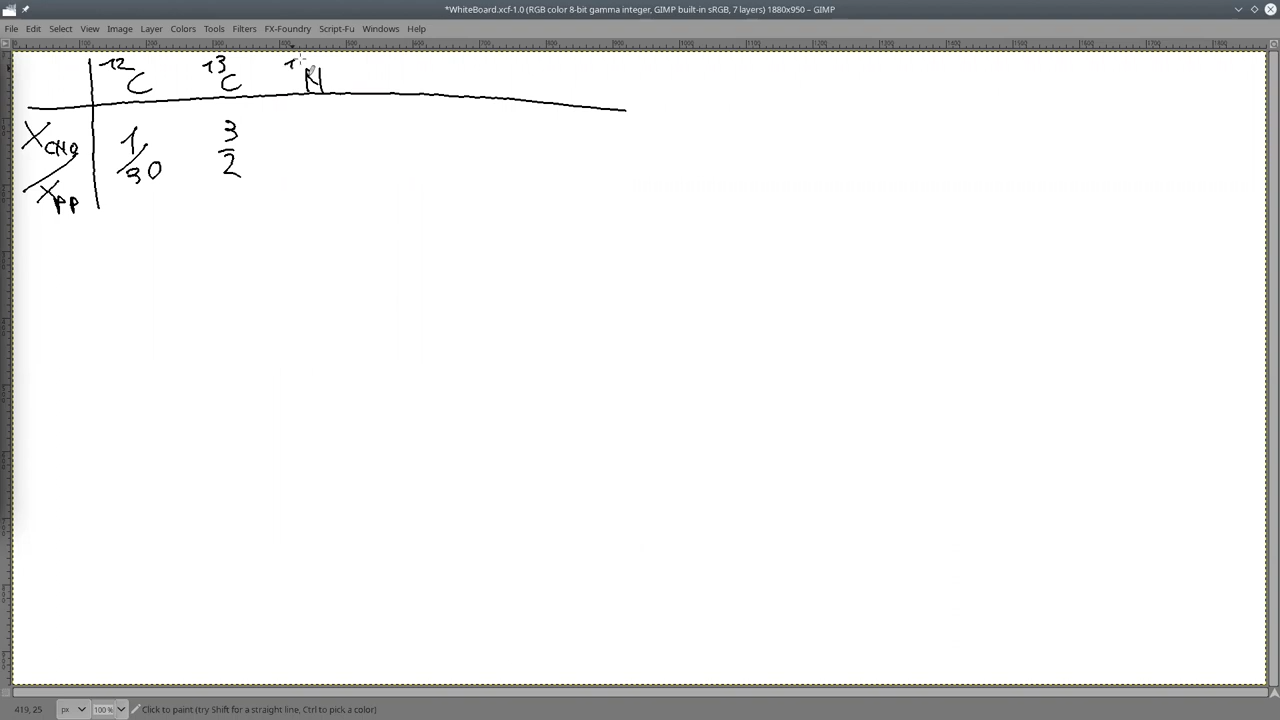 *WhiteBoard.xcf-1.0 (RGB color 8-bit gamma integer, GIMP built-in sRGB, 7 layers) 1880x950 – GIMP
File Edit Select View Image Layer Colors Tools Filters FX-Foundry Script-Fu Windows Help
12C 13C N
XCNO/XPP 1/30 3/2
419, 25 px 100 % Click to paint (try Shift for a straight line, Ctrl to pick a color)